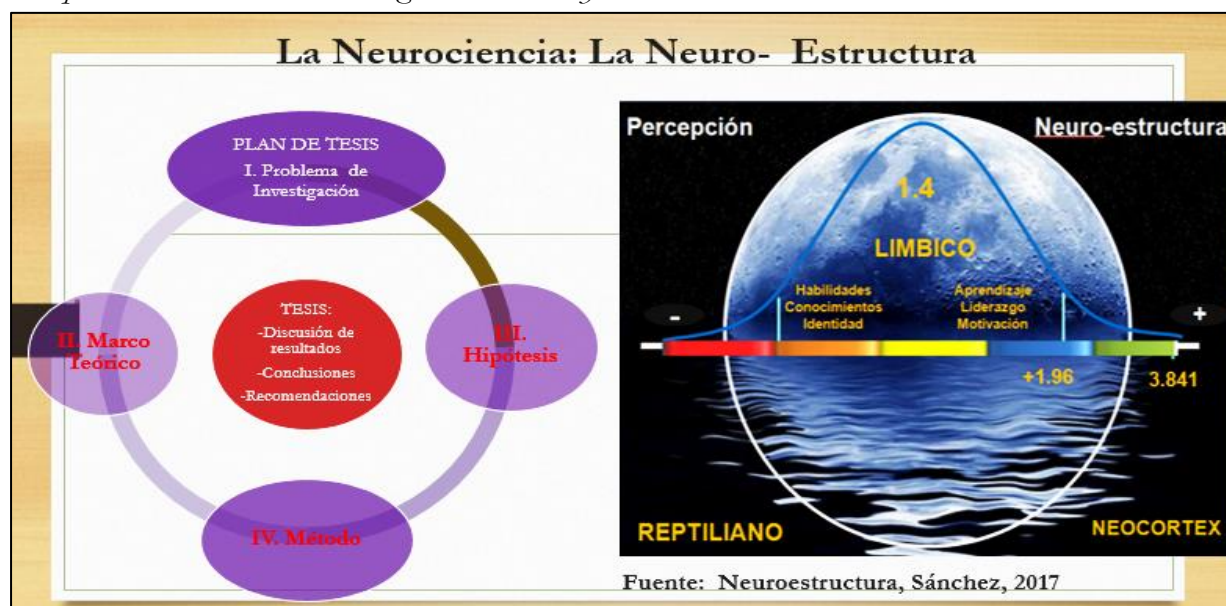 La Neurociencia: La Neuro- Estructura
PLAN DE TESIS
I. Problema de
Investigación
II. Marco
Teórico
TESIS:
-Discusión de
resultados
-Conclusiones
-Recomendaciones
III.
Hipótesis
IV. Método
Percepción
Neuro-estructura
1.4
LIMBICO
Habilidades
Conocimientos
Identidad
Aprendizaje
Liderazgo
Motivación
-
+
+1.96
3.841
REPTILIANO
NEOCORTEX
Fuente: Neuroestructura, Sánchez, 2017